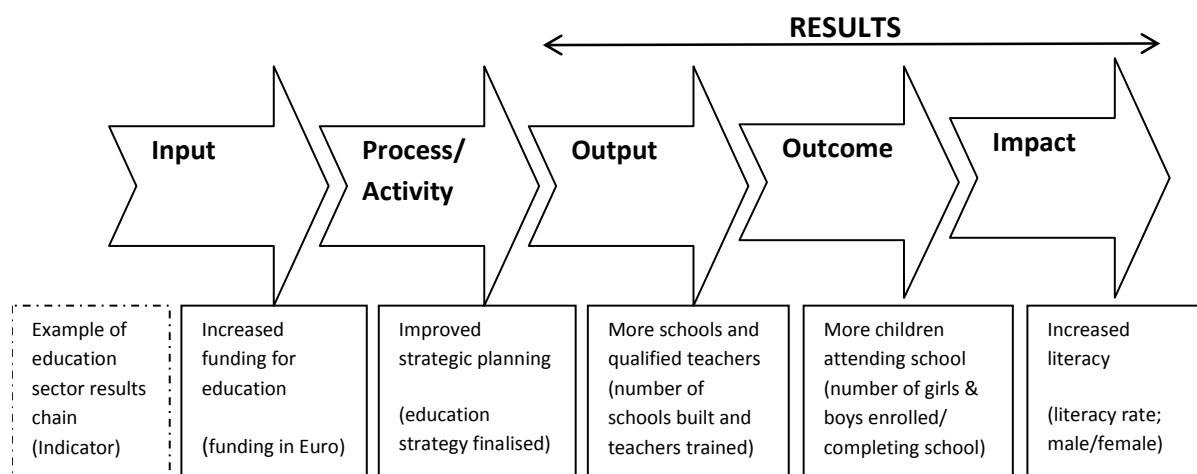 RESULTS
Input
Process/
Activity
Output
Outcome
Impact
Example of
education
sector results
chain
(Indicator)
Increased
funding for
education
(funding in Euro)
Improved
strategic planning
(education
strategy finalised)
More schools and
qualified teachers
(number of
schools built and
teachers trained)
More children
attending school
(number of girls &
boys enrolled/
completing school)
Increased
literacy
(literacy rate;
male/female)